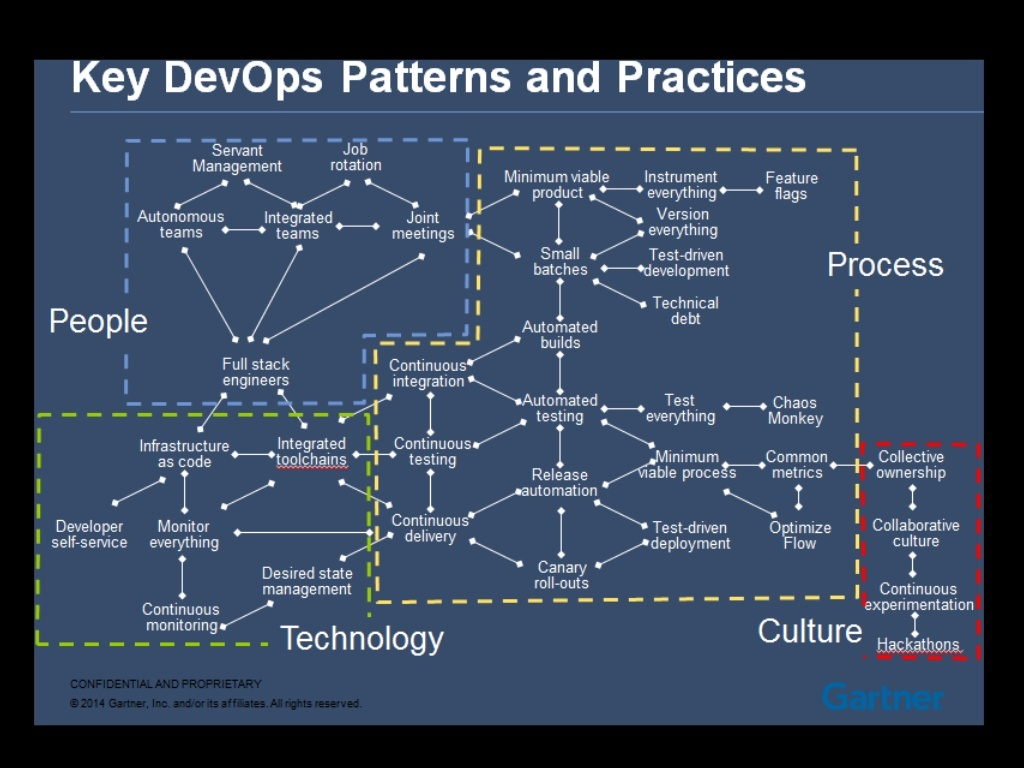 Key DevOps Patterns and Practices
Servant
Management
Job
rotation
Autonomous
teams
Integrated
teams
Joint
meetings
People
Full stack
engineers
Minimum viable
product
Instrument
everything
Feature
flags
Version
everything
Small
batches
Test-driven
development
Process
Technical
debt
Automated
builds
Continuous
integration
Automated
testing
Test
everything
Chaos
Monkey
Continuous
testing
Minimum
viable process
Common
metrics
Release
automation
Continuous
delivery
Test-driven
deployment
Optimize
Flow
Canary
roll-outs
Infrastructure
as code
Integrated
toolchains
Developer
self-service
Monitor
everything
Desired state
management
Continuous
monitoring
Technology
Collective
ownership
Collaborative
culture
Continuous
experimentation
Hackathons
Culture
CONFIDENTIAL AND PROPRIETARY
© 2014 Gartner, Inc. and/or its affiliates. All rights reserved.
Gartner